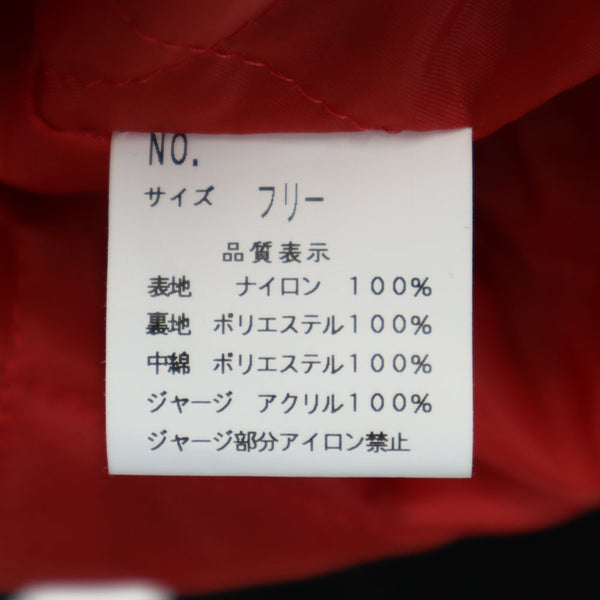 NO.
サイズ フリー
品質表示
表地 ナイロン 100%
裏地 ポリエステル100%
中綿 ポリエステル100%
ジャージ アクリル100%
ジャージ部分アイロン禁止